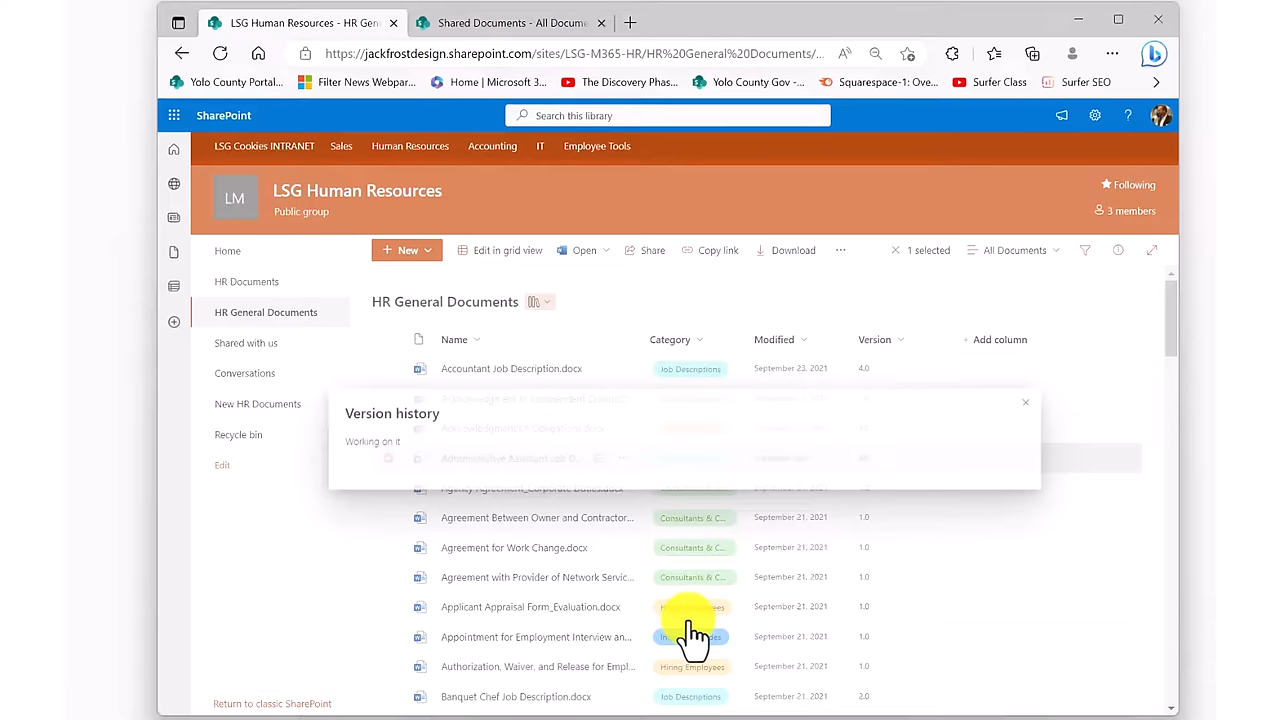 LSG Human Resources - HR Gene
Shared Documents - All Docume
https://jackfrostdesign.sharepoint.com/sites/LSG-M365-HR/HR%20General%20Documents/...
Yolo County Portal...
Filter News Webpar...
Home | Microsoft 3...
The Discovery Phas...
Yolo County Gov -...
Squarespace-1: Ove...
Surfer Class
Surfer SEO
SharePoint
Search this library
LSG Cookies INTRANET Sales Human Resources Accounting IT Employee Tools
LM
LSG Human Resources
Public group
Following
3 members
Home
HR Documents
HR General Documents
Shared with us
Conversations
New HR Documents
Recycle bin
Edit
Return to classic SharePoint
+ New Edit in grid view Open Share Copy link Download ... 1 selected All Documents
HR General Documents
Name Category Modified Version + Add column
Accountant Job Description.docx Job Descriptions September 23, 2021 4.0
Version history
Working on it
Administrative Assistant Job D...
Agency Agreement_Corporate Duties.docx
Agreement Between Owner and Contractor... Consultants & C... September 21, 2021 1.0
Agreement for Work Change.docx Consultants & C... September 21, 2021 1.0
Agreement with Provider of Network Servic... Consultants & C... September 21, 2021 1.0
Applicant Appraisal Form_Evaluation.docx September 21, 2021 1.0
Appointment for Employment Interview an... September 21, 2021 1.0
Authorization, Waiver, and Release for Empl... Hiring Employees September 21, 2021 1.0
Banquet Chef Job Description.docx Job Descriptions September 21, 2021 2.0